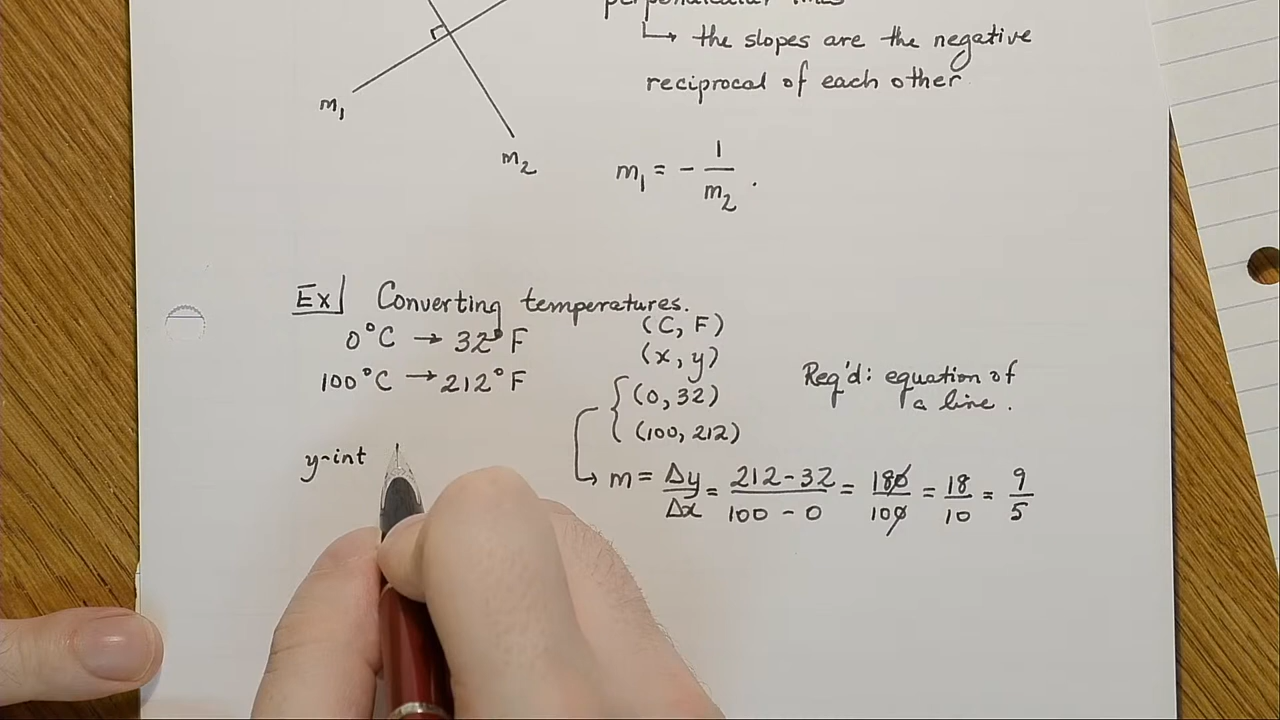 perpendicular lines
↳ the slopes are the negative
reciprocal of each other
m₁
m₂
m₁ = - 1/m₂ .
Ex| Converting temperatures.
0°C → 32°F
100°C → 212°F
(C, F)
(x, y)
(0, 32)
(100, 212)
Req'd: equation of
a line.
m = Δy/Δx = (212-32)/(100-0) = 180/100 = 18/10 = 9/5
y-int